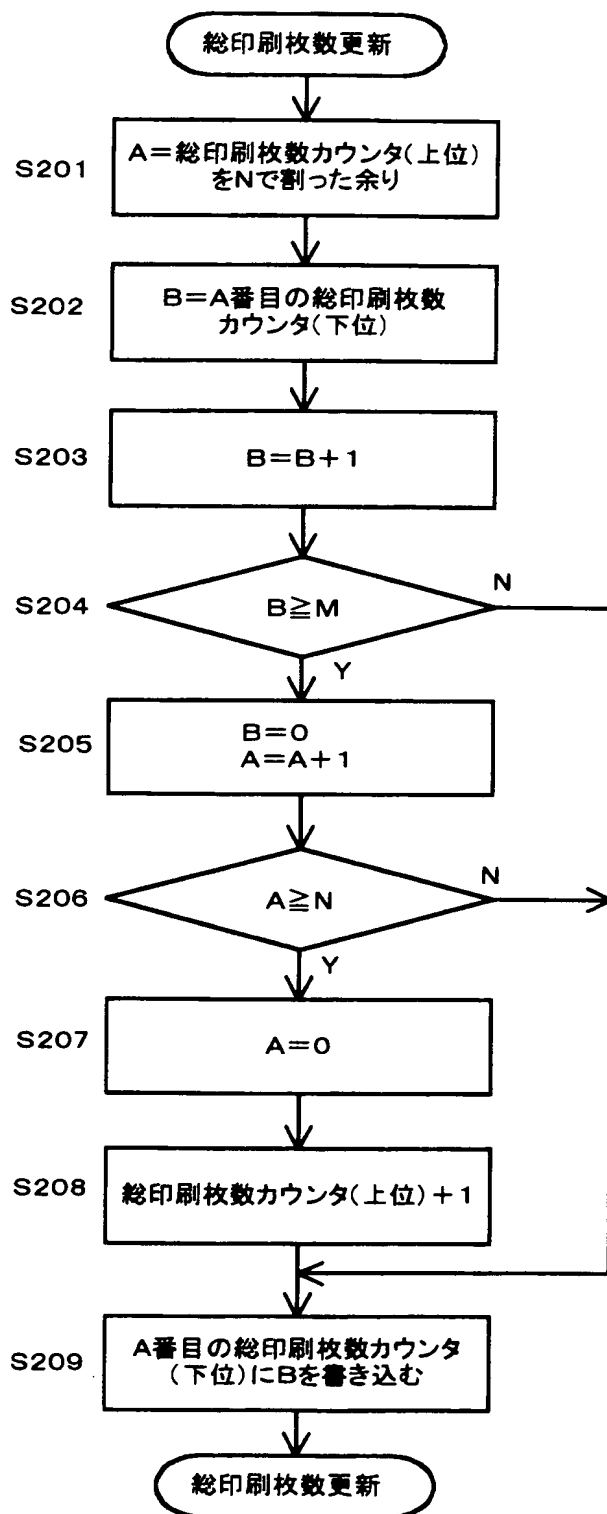 総印刷枚数更新
S201
A=総印刷枚数カウンタ(上位)
をNで割った余り
S202
B=A番目の総印刷枚数
カウンタ(下位)
S203
B=B+1
S204
B≧M
N
Y
S205
B=0
A=A+1
S206
A≧N
N
Y
S207
A=0
S208
総印刷枚数カウンタ(上位)+1
S209
A番目の総印刷枚数カウンタ
(下位)にBを書き込む
総印刷枚数更新